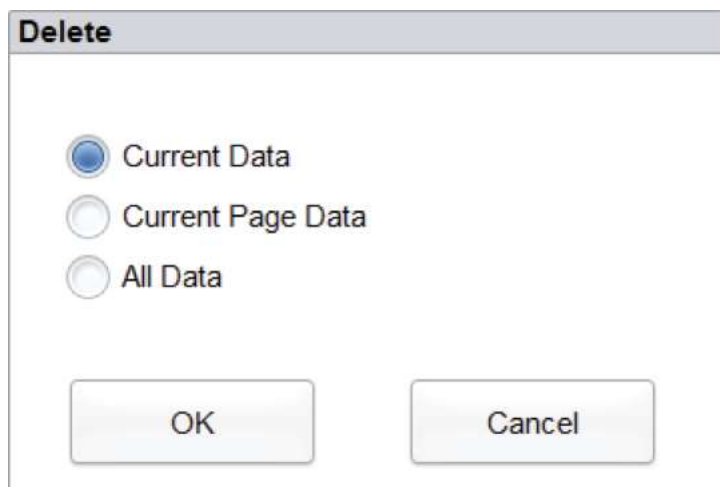 Delete
Current Data
Current Page Data
All Data
OK Cancel